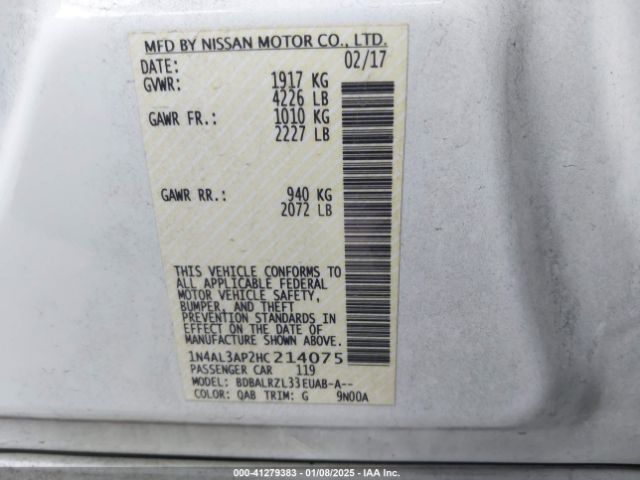 MFD BY NISSAN MOTOR CO., LTD.
DATE: 02/17
GVWR: 1917 KG
4226 LB
GAWR FR.: 1010 KG
2227 LB
GAWR RR.: 940 KG
2072 LB
THIS VEHICLE CONFORMS TO
ALL APPLICABLE FEDERAL
MOTOR VEHICLE SAFETY,
BUMPER, AND THEFT
PREVENTION STANDARDS IN
EFFECT ON THE DATE OF
MANUFACTURE SHOWN ABOVE.
1N4AL3AP2HC214075
PASSENGER CAR 119
MODEL: BDBALRZL33EUAB-A--
COLOR: QAB TRIM: G 9N00A
000-41279383 - 01/08/2025 - IAA Inc.